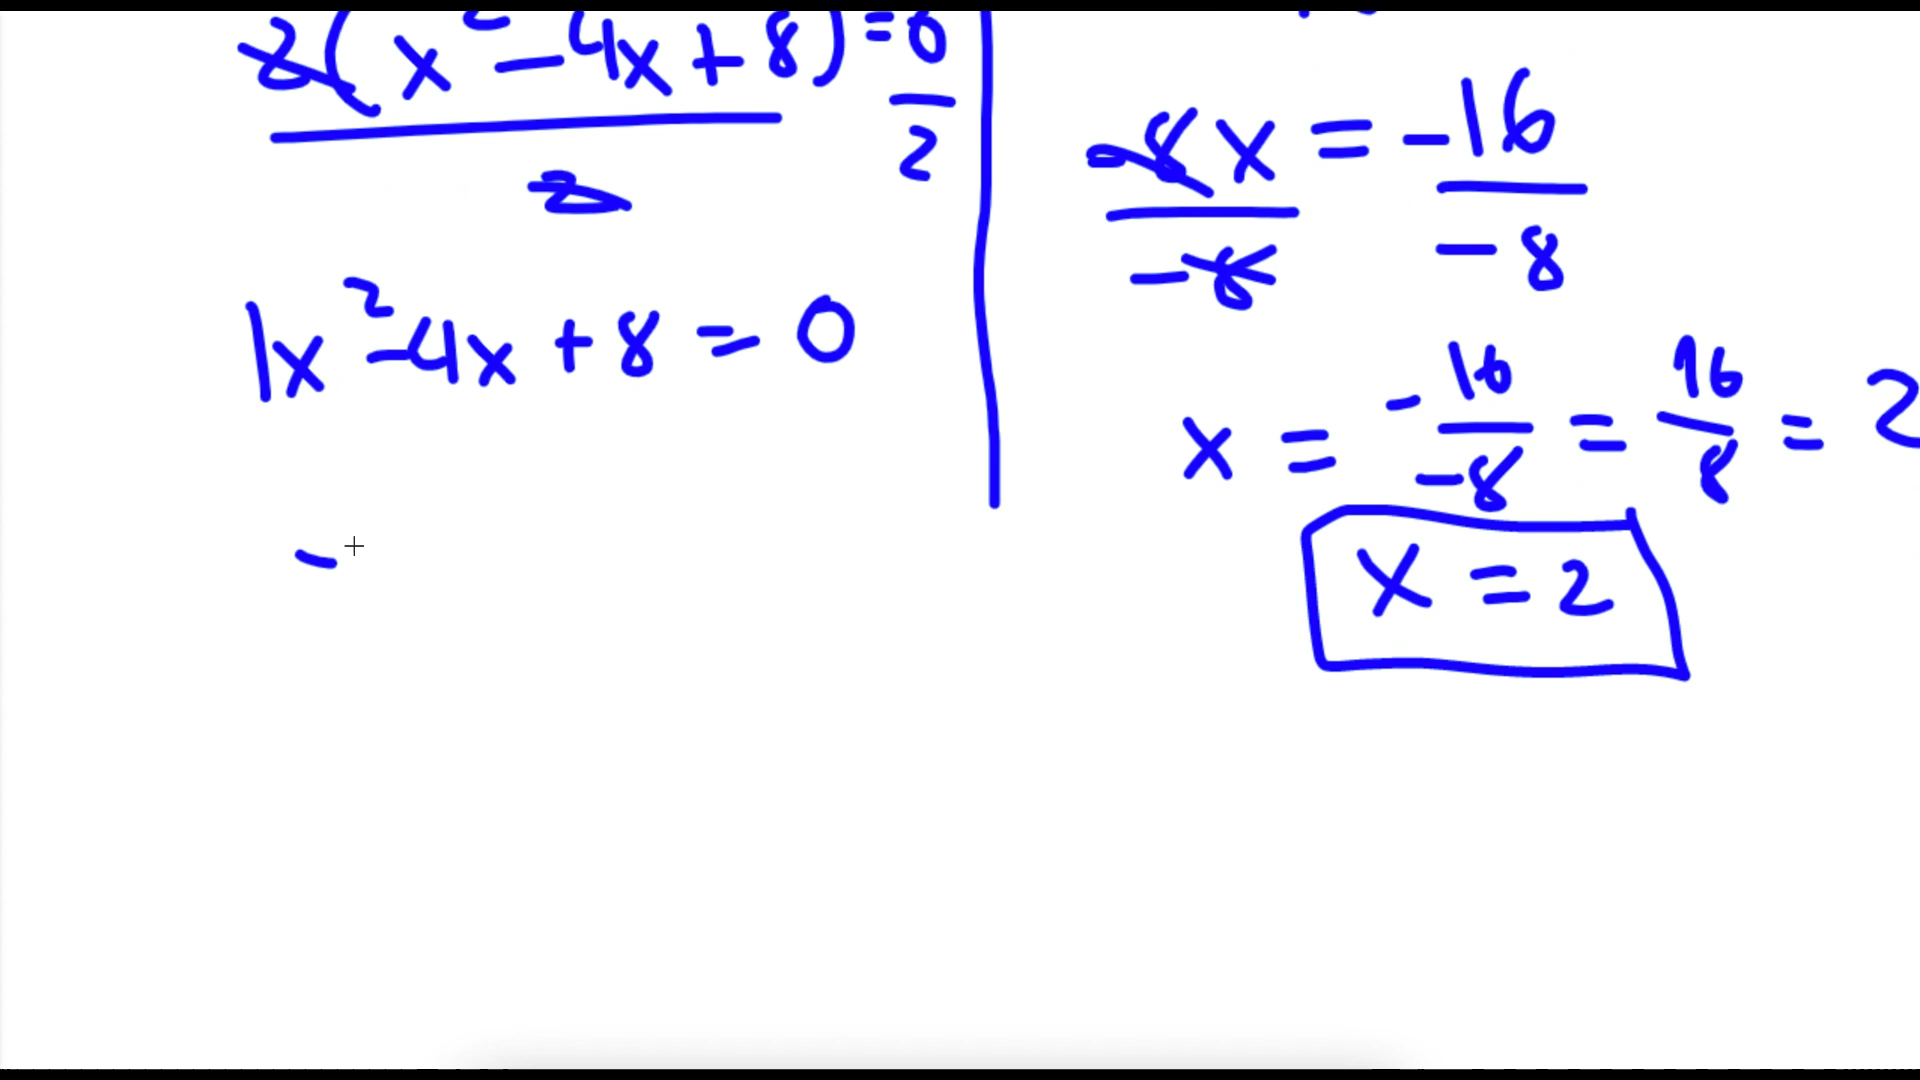 2(x²-4x+8)=0
2 2
1x²-4x+8=0
-
-8x=-16
-8 -8
x=-16/-8=16/8=2
x=2